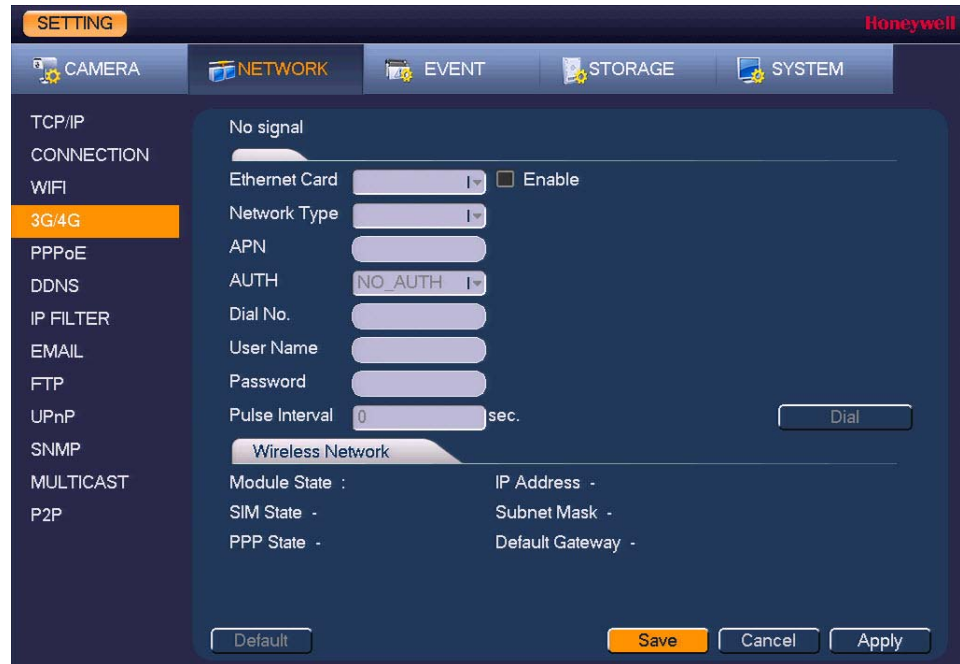 SETTING
Honeywell
CAMERA
NETWORK
EVENT
STORAGE
SYSTEM
TCP/IP
CONNECTION
WIFI
3G/4G
PPPoE
DDNS
IP FILTER
EMAIL
FTP
UPnP
SNMP
MULTICAST
P2P
No signal
Ethernet Card
Enable
Network Type
APN
AUTH NO_AUTH
Dial No.
User Name
Password
Pulse Interval 0 sec.
Dial
Wireless Network
Module State : IP Address -
SIM State - Subnet Mask -
PPP State - Default Gateway -
Default Save Cancel Apply